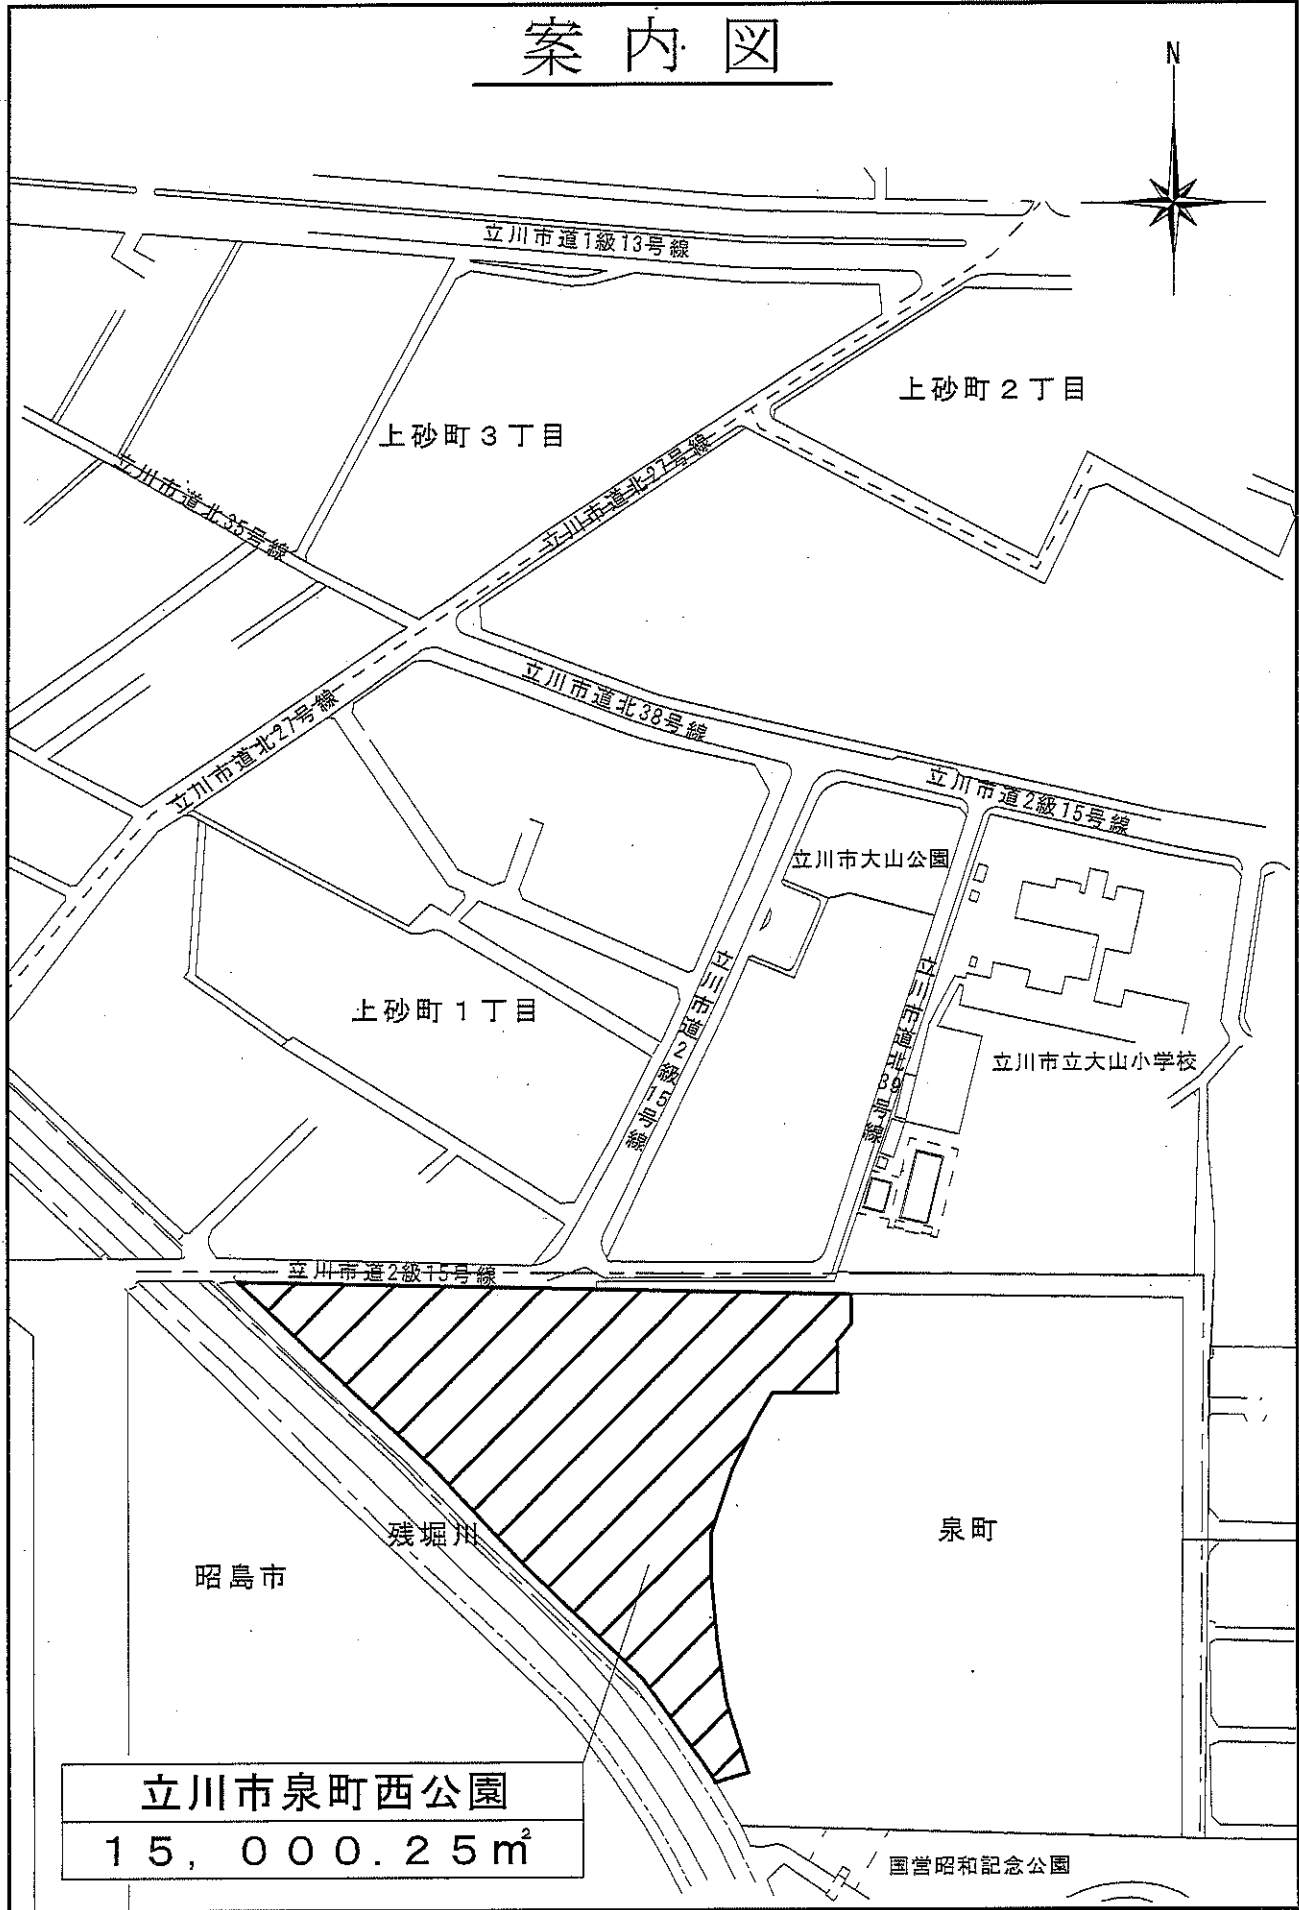 案内図
N
立川市道1級13号線
上砂町２丁目
上砂町３丁目
立川市道北27号線
立川市道北35号線
立川市道北38号線
立川市道北27号線
立川市道2級15号線
立川市大山公園
立川市道2級15号線
立川市道北39号線
上砂町１丁目
立川市立大山小学校
立川市道2級15号線
残堀川
泉町
昭島市
立川市泉町西公園
１５，０００．２５㎡
国営昭和記念公園